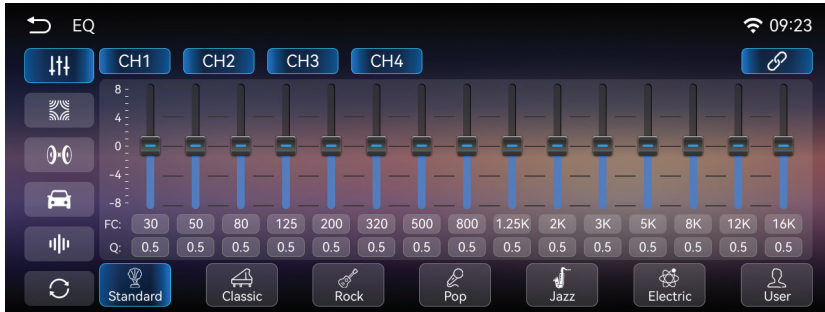 EQ 09:23
CH1 CH2 CH3 CH4
8
4
0
-4
-8
FC: 30 50 80 125 200 320 500 800 1.25K 2K 3K 5K 8K 12K 16K
Q: 0.5 0.5 0.5 0.5 0.5 0.5 0.5 0.5 0.5 0.5 0.5 0.5 0.5 0.5 0.5
Standard Classic Rock Pop Jazz Electric User